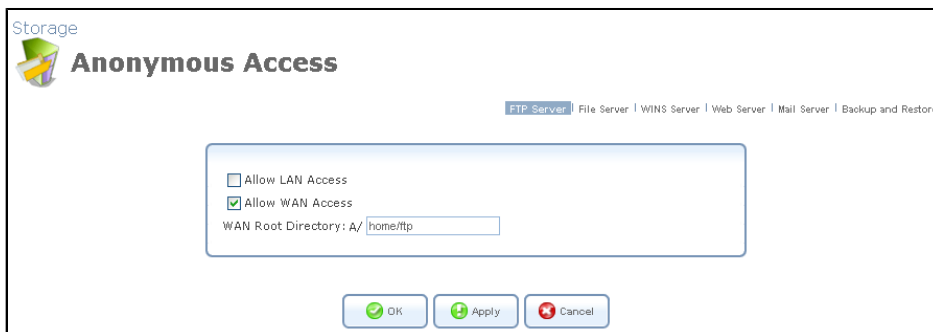 Storage
Anonymous Access
FTP Server | File Server | WINS Server | Web Server | Mail Server | Backup and Restor
Allow LAN Access
Allow WAN Access
WAN Root Directory: A/ home/ftp
OK Apply Cancel